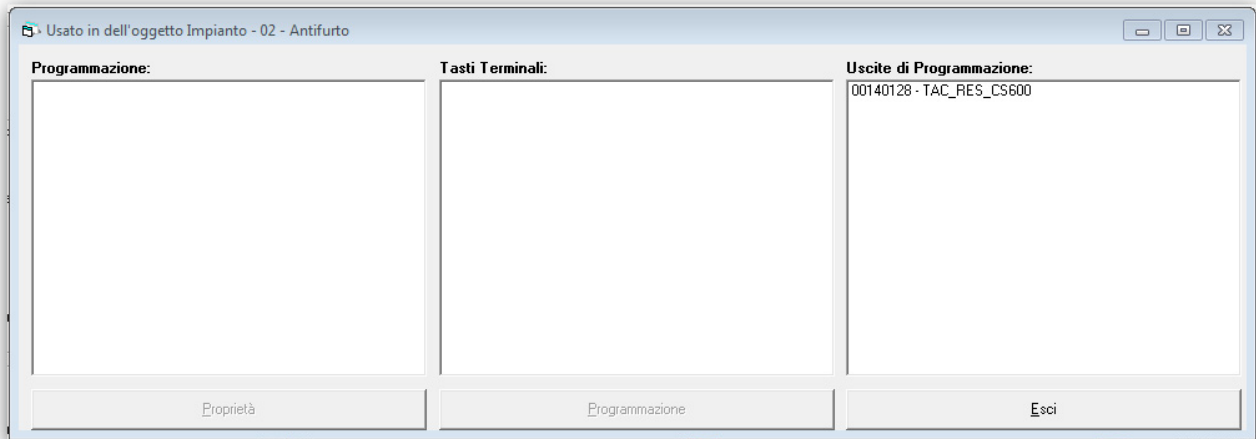 Usato in dell'oggetto Impianto - 02 - Antifurto
Programmazione:
Tasti Terminali:
Uscite di Programmazione:
00140128 - TAC_RES_CS600
Proprietà
Programmazione
Esci